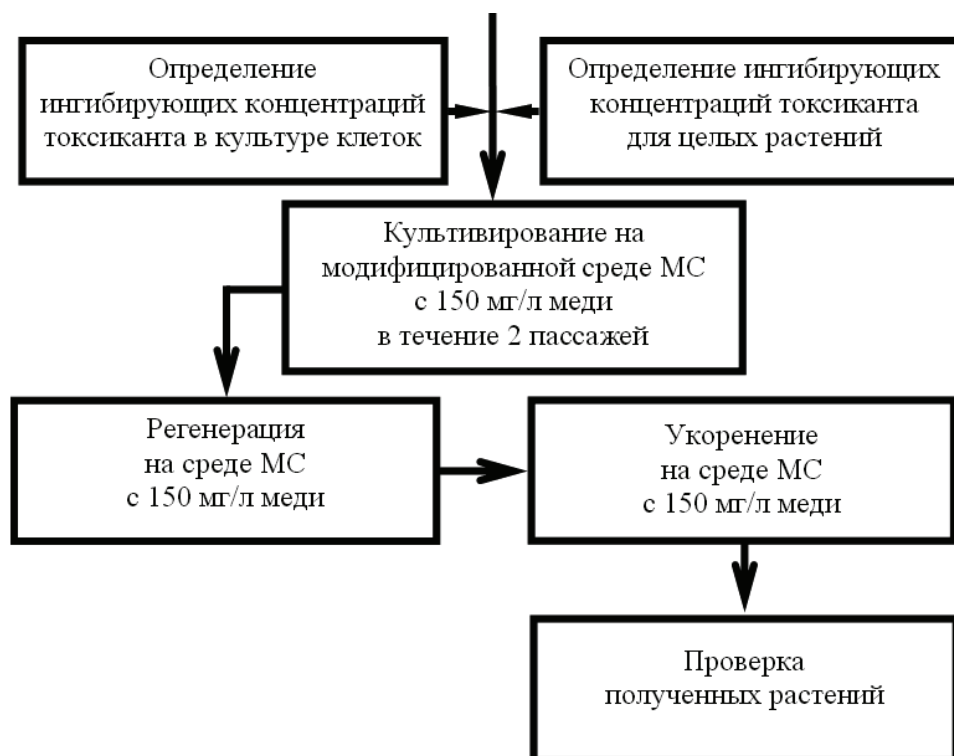 Определение
ингибирующих концентраций
токсиканта в культуре клеток
Определение ингибирующих
концентраций токсиканта
для целых растений
Культивирование на
модифицированной среде МС
с 150 мг/л меди
в течение 2 пассажей
Регенерация
на среде МС
с 150 мг/л меди
Укоренение
на среде МС
с 150 мг/л меди
Проверка
полученных растений